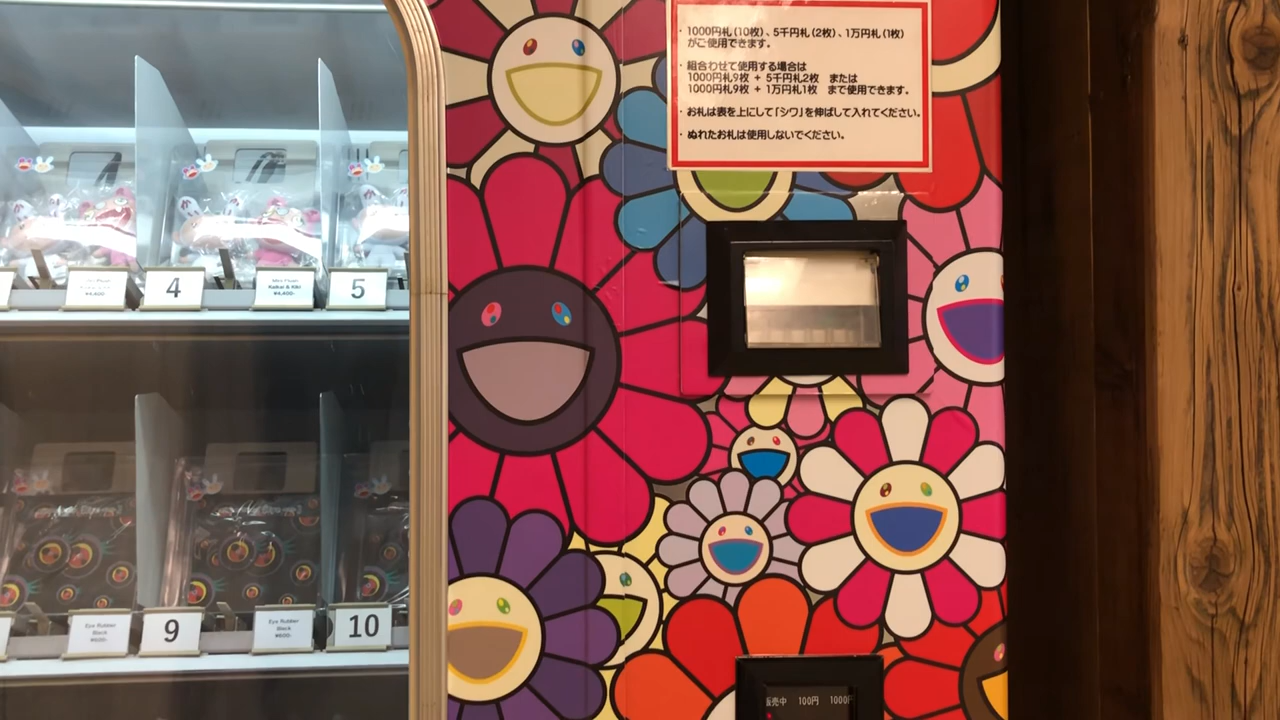 ・1000円札(10枚)、5千円札(2枚)、1万円札(1枚)
がご使用できます。
・組合わせて使用する場合は
1000円札9枚 + 5千円札2枚 または
1000円札9枚 + 1万円札1枚 まで使用できます。
・お札は表を上にして「シワ」を伸ばして入れてください。
・ぬれたお札は使用しないでください。
¥4,400
4
Kaikai & Kiki
¥4,400-
5
Eye Rubber
Black
¥600-
9
Eye Rubber
Black
¥600-
10
販売中 100円 1000円